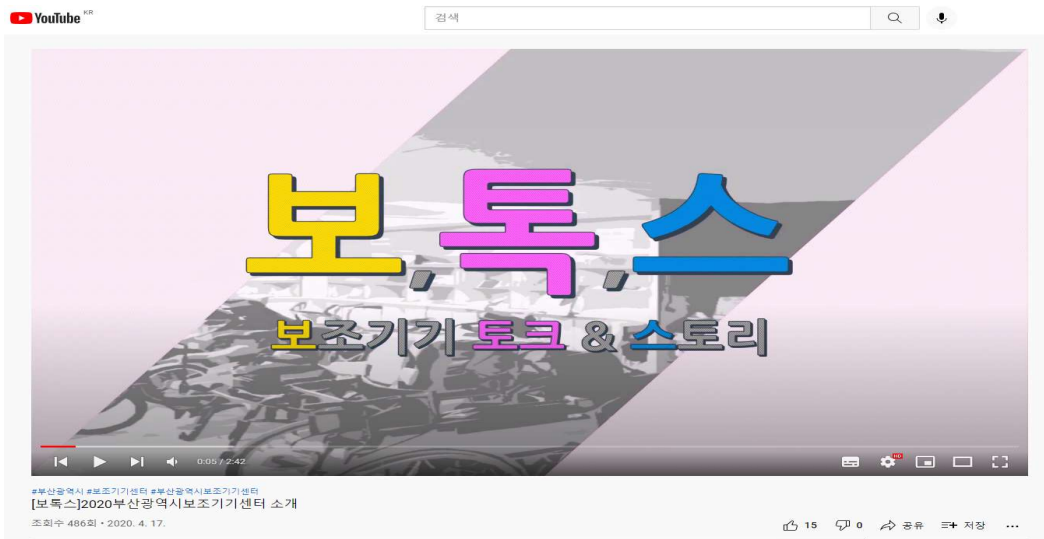 YouTube KR
검색
보,톡,스
보조기기 토크 & 스토리
0:05 / 2:42
HD
#부산광역시 #보조기기센터 #부산광역시보조기기센터
[보톡스]2020부산광역시보조기기센터 소개
조회수 486회 • 2020. 4. 17.
15 0 공유 저장 ...